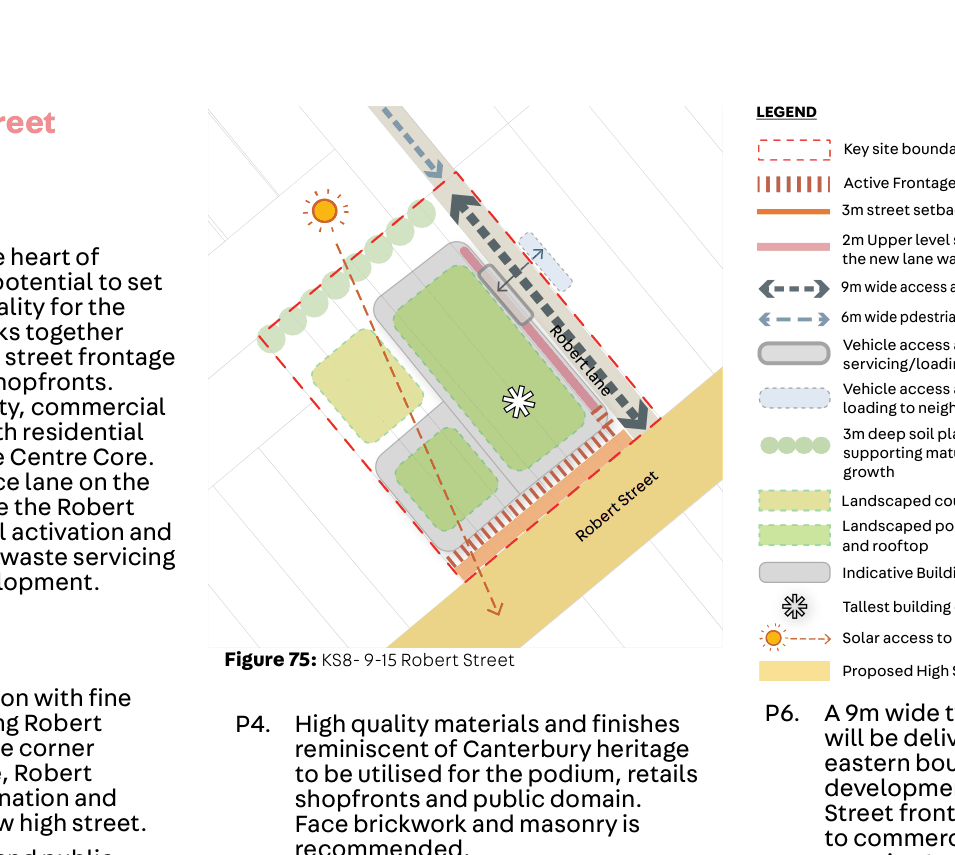 reet
e heart of
potential to set
ality for the
ks together
street frontage
hopfronts.
ty, commercial
th residential
e Centre Core.
ce lane on the
e the Robert
l activation and
waste servicing
lopment.
on with fine
ng Robert
e corner
e, Robert
nation and
w high street.
Robert lane
Robert Street
Figure 75: KS8- 9-15 Robert Street
P4. High quality materials and finishes
reminiscent of Canterbury heritage
to be utilised for the podium, retails
shopfronts and public domain.
Face brickwork and masonry is
recommended.
LEGEND
Key site bounda
Active Frontage
3m street setba
2m Upper level s
the new lane wa
9m wide access a
6m wide pdestria
Vehicle access a
servicing/loadin
Vehicle access a
loading to neigh
3m deep soil pla
supporting matu
growth
Landscaped cou
Landscaped po
and rooftop
Indicative Buildi
Tallest building
Solar access to
Proposed High S
P6. A 9m wide t
will be deliv
eastern bou
developmer
Street front
to commerc